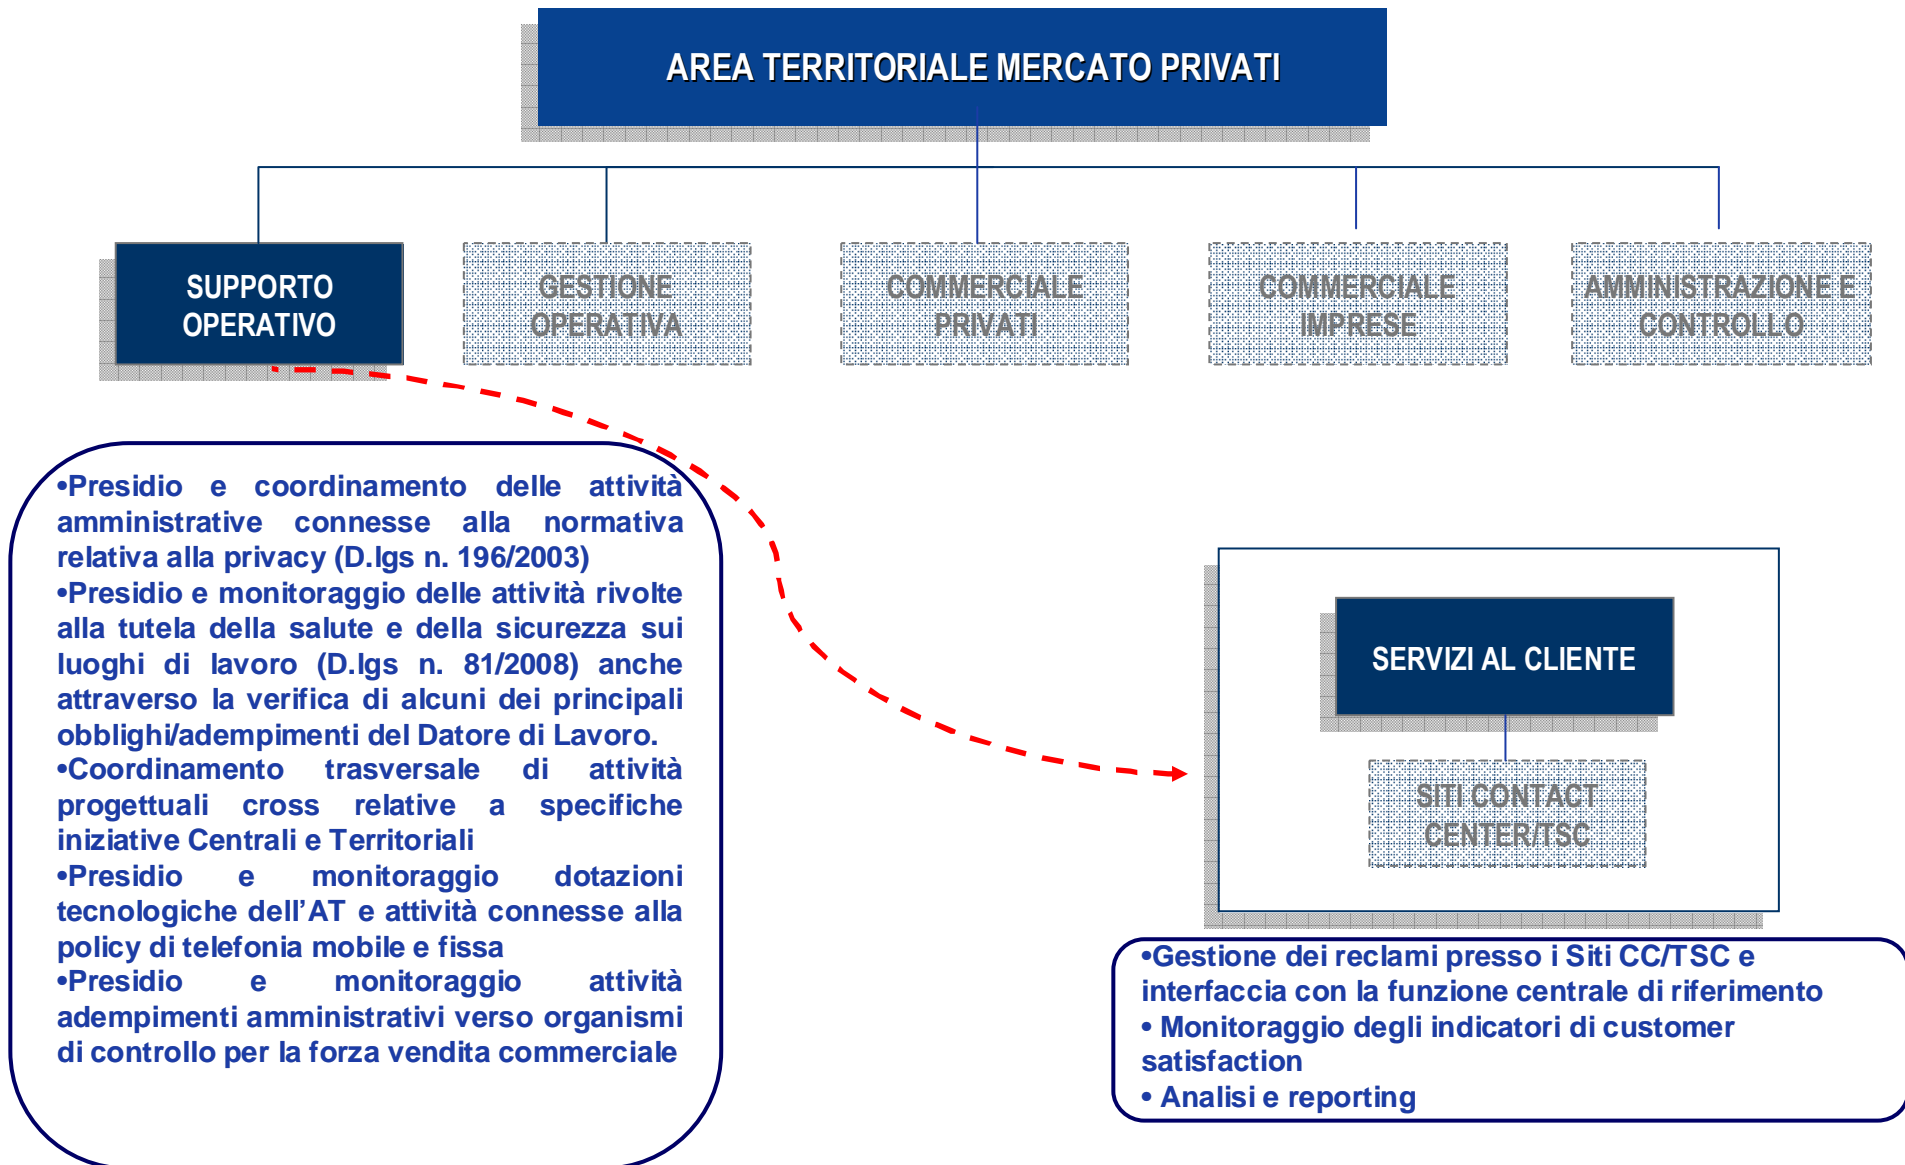 AREA TERRITORIALE MERCATO PRIVATI
SUPPORTO
OPERATIVO
GESTIONE
OPERATIVA
COMMERCIALE
PRIVATI
COMMERCIALE
IMPRESE
AMMINISTRAZIONE E
CONTROLLO
•Presidio e coordinamento delle attività
amministrative connesse alla normativa
relativa alla privacy (D.lgs n. 196/2003)
•Presidio e monitoraggio delle attività rivolte
alla tutela della salute e della sicurezza sui
luoghi di lavoro (D.lgs n. 81/2008) anche
attraverso la verifica di alcuni dei principali
obblighi/adempimenti del Datore di Lavoro.
•Coordinamento trasversale di attività
progettuali cross relative a specifiche
iniziative Centrali e Territoriali
•Presidio e monitoraggio dotazioni
tecnologiche dell’AT e attività connesse alla
policy di telefonia mobile e fissa
•Presidio e monitoraggio attività
adempimenti amministrativi verso organismi
di controllo per la forza vendita commerciale
SERVIZI AL CLIENTE
SITI CONTACT
CENTER/TSC
•Gestione dei reclami presso i Siti CC/TSC e
interfaccia con la funzione centrale di riferimento
• Monitoraggio degli indicatori di customer
satisfaction
• Analisi e reporting